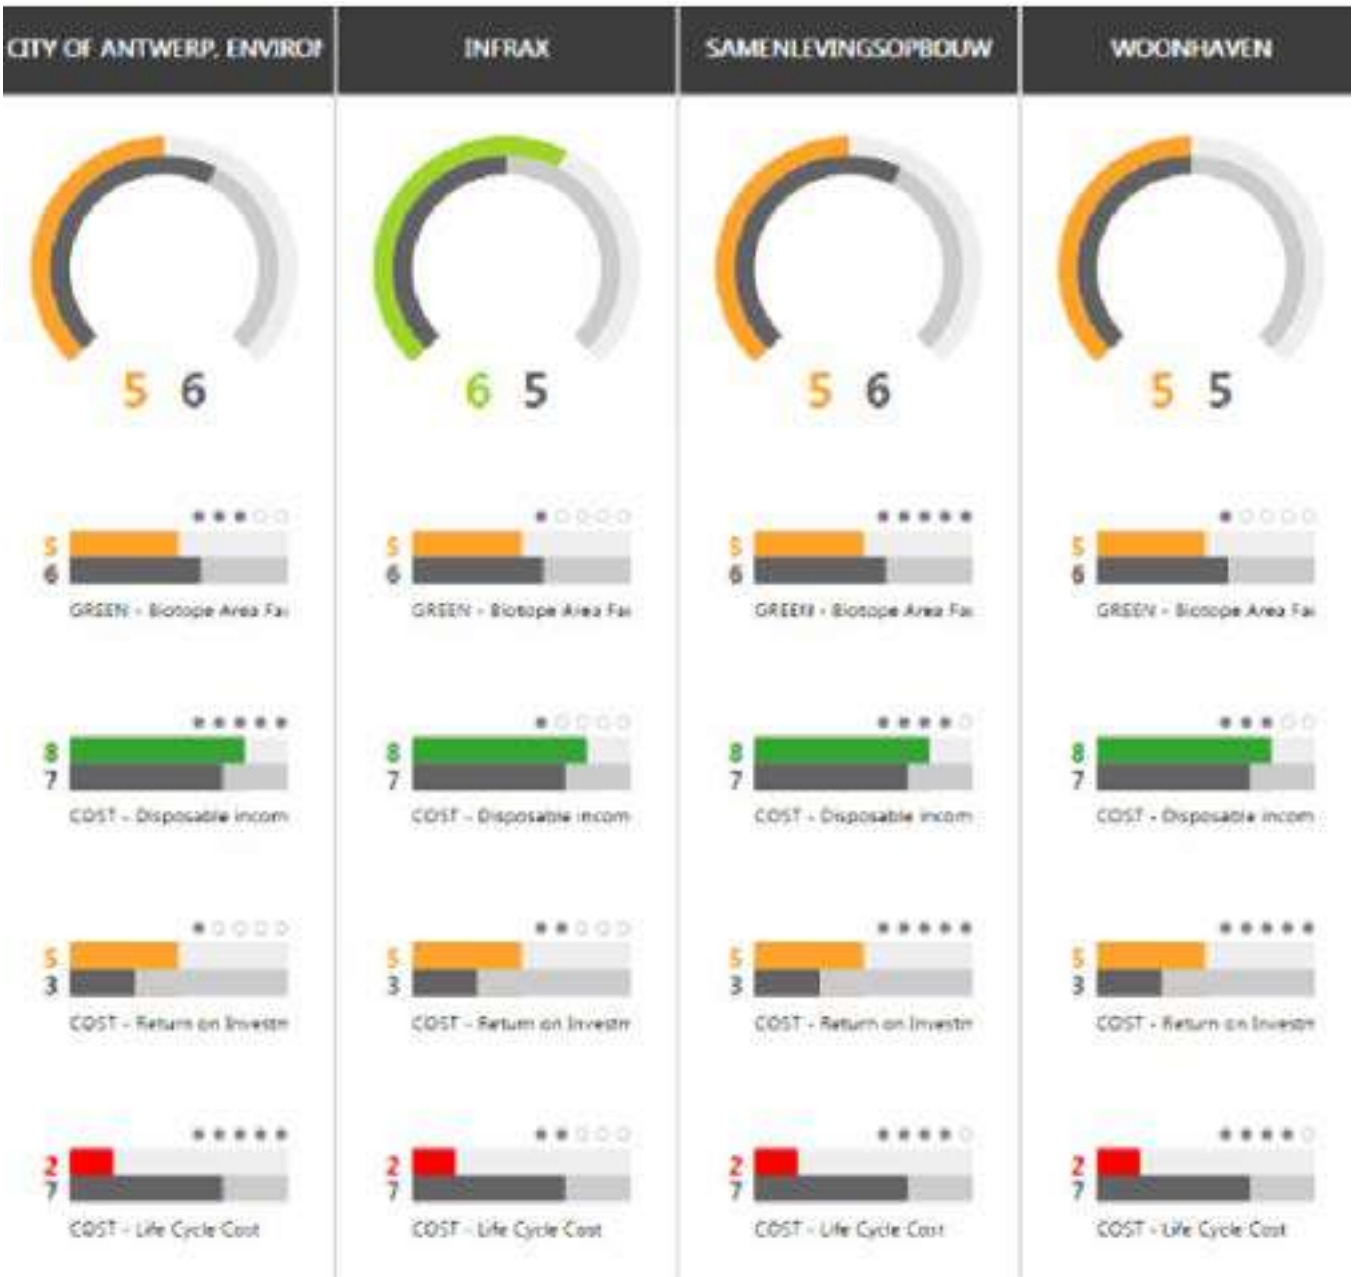 CITY OF ANTWERP, ENVIRO
INFRAX
SAMENLEVINGSOPBOUW
WOONHAVEN
5 6
6 5
5 6
5 5
5
6
GREEN - Biotope Area Fa
5
6
GREEN - Biotope Area Fa
5
6
GREEN - Biotope Area Fa
5
6
GREEN - Biotope Area Fa
8
7
COST - Disposable incom
8
7
COST - Disposable incom
8
7
COST - Disposable incom
8
7
COST - Disposable incom
5
3
COST - Return on Invest
5
3
COST - Return on Invest
5
3
COST - Return on Invest
5
3
COST - Return on Invest
2
7
COST - Life Cycle Cost
2
7
COST - Life Cycle Cost
2
7
COST - Life Cycle Cost
2
7
COST - Life Cycle Cost